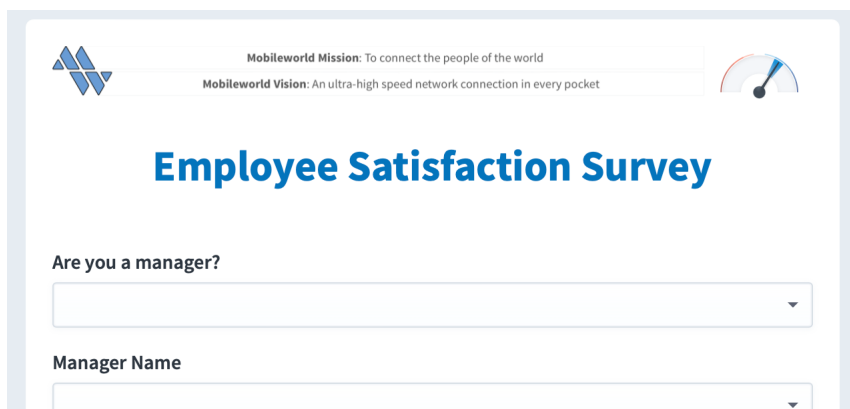 Mobileworld Mission: To connect the people of the world
Mobileworld Vision: An ultra-high speed network connection in every pocket
Employee Satisfaction Survey
Are you a manager?
Manager Name